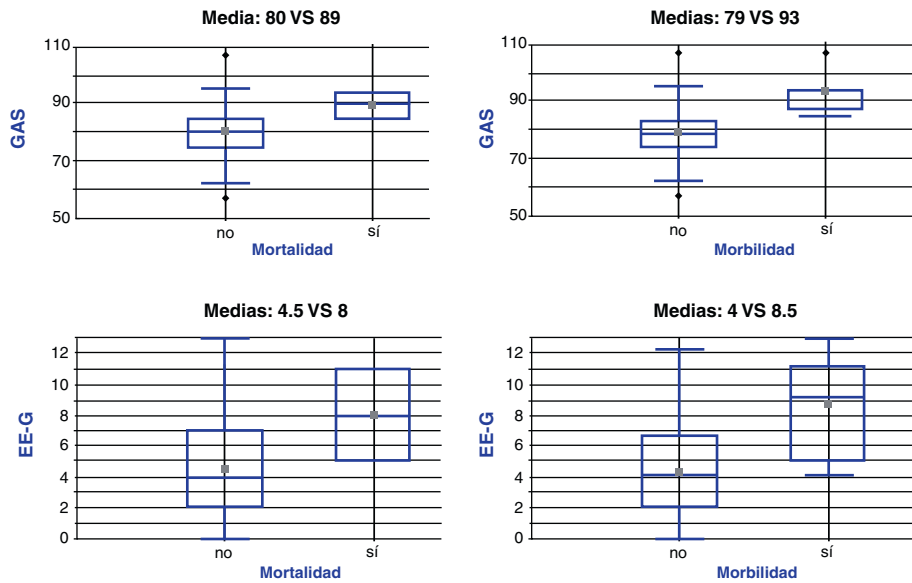 Media: 80 VS 89
110
90
70
50
GAS
no
sí
Mortalidad
Medias: 79 VS 93
110
90
70
50
GAS
no
sí
Morbilidad
Medias: 4.5 VS 8
12
10
8
6
4
2
0
EE-G
no
sí
Mortalidad
Medias: 4 VS 8.5
12
10
8
6
4
2
0
EE-G
no
sí
Morbilidad